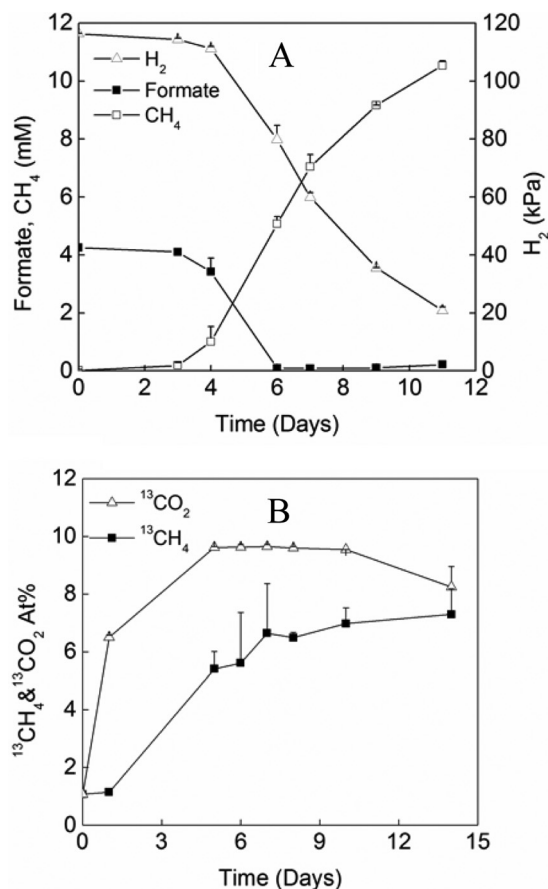 A
H₂
Formate
CH₄
12
10
8
6
4
2
0
120
100
80
60
40
20
0
Formate, CH₄ (mM)
H₂ (kPa)
0 2 4 6 8 10 12
Time (Days)
B
¹³CO₂
¹³CH₄
12
10
8
6
4
2
0
¹³CH₄&¹³CO₂ At%
0 3 6 9 12 15
Time (Days)